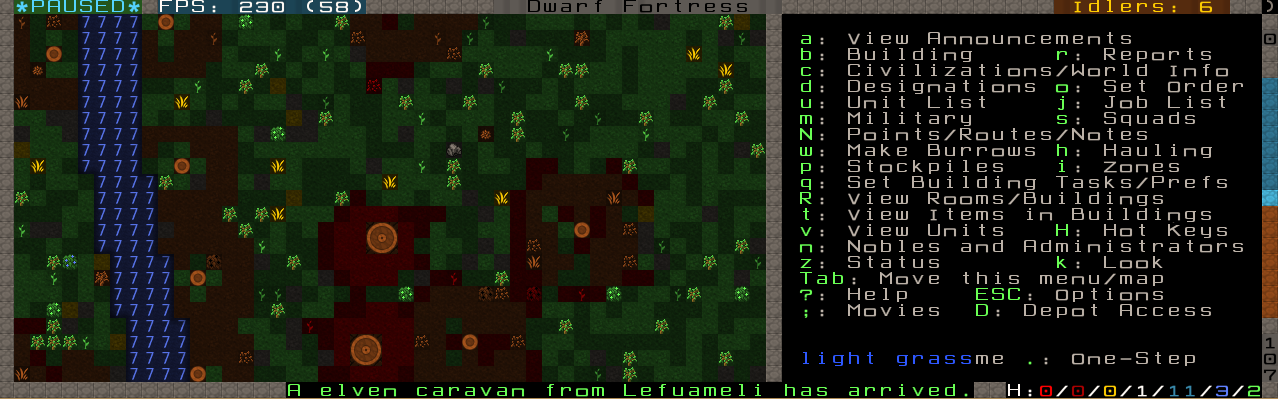 *PAUSED* FPS: 230 (58) Dwarf Fortress Idlers: 6
a: View Announcements
b: Building r: Reports
c: Civilizations/World Info
d: Designations o: Set Order
u: Unit List j: Job List
m: Military s: Squads
N: Points/Routes/Notes
w: Make Burrows h: Hauling
p: Stockpiles i: Zones
q: Set Building Tasks/Prefs
R: View Rooms/Buildings
t: View Items in Buildings
v: View Units H: Hot Keys
n: Nobles and Administrators
z: Status k: Look
Tab: Move this menu/map
?: Help ESC: Options
;: Movies D: Depot Access
light grassme .: One-Step
A elven caravan from Lefuameli has arrived. H:0/0/0/1/11/3/2
0
107